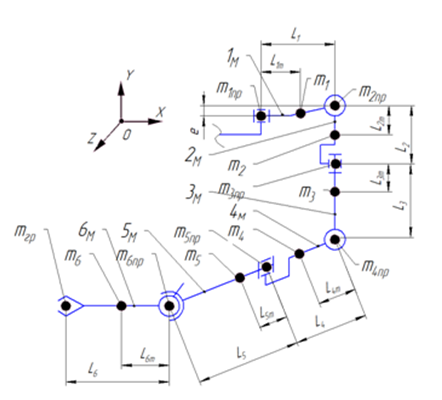 L₁
1м
L₁ₘ
Y
m₁
m₁пр
m₂пр
X
Z
O
e
2м
L₂ₘ
L₂
m₂
m₃пр
3м
m₃
L₃ₘ
L₃
4м
mгр
6м
5м
m₅пр
m₄
m₆
m₆пр
m₅
m₄пр
L₅ₘ
L₄ₘ
L₆ₘ
L₅
L₄
L₆